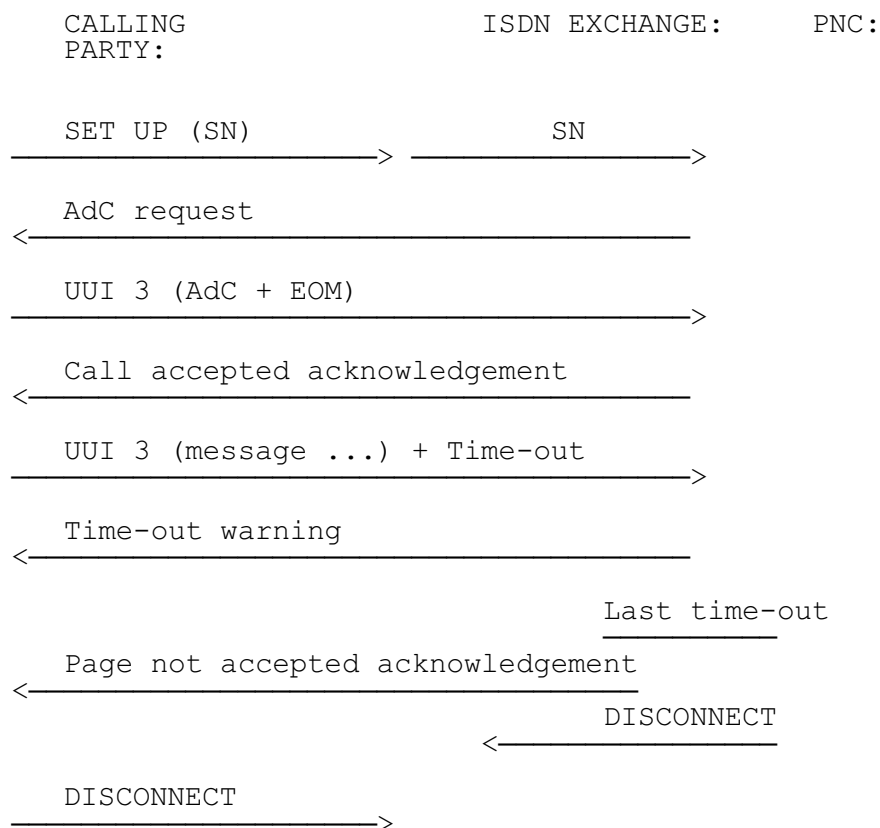 CALLING ISDN EXCHANGE: PNC:
PARTY:
SET UP (SN) SN
AdC request
UUI 3 (AdC + EOM)
Call accepted acknowledgement
UUI 3 (message ...) + Time-out
Time-out warning
Last time-out
Page not accepted acknowledgement
DISCONNECT
DISCONNECT